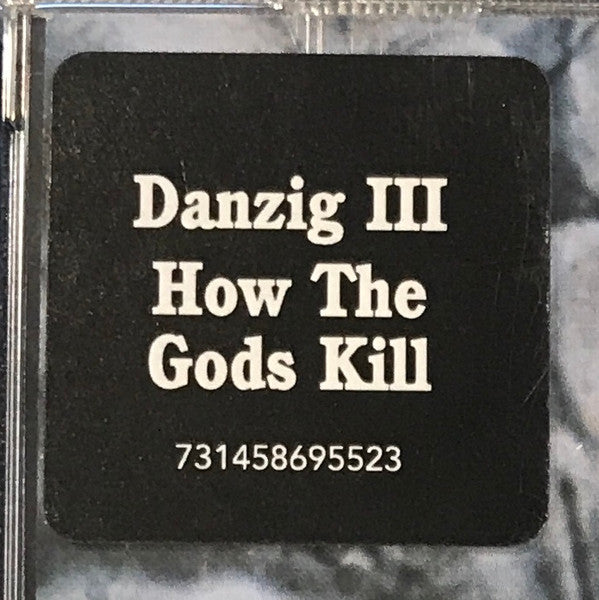 Danzig III
How The
Gods Kill
731458695523